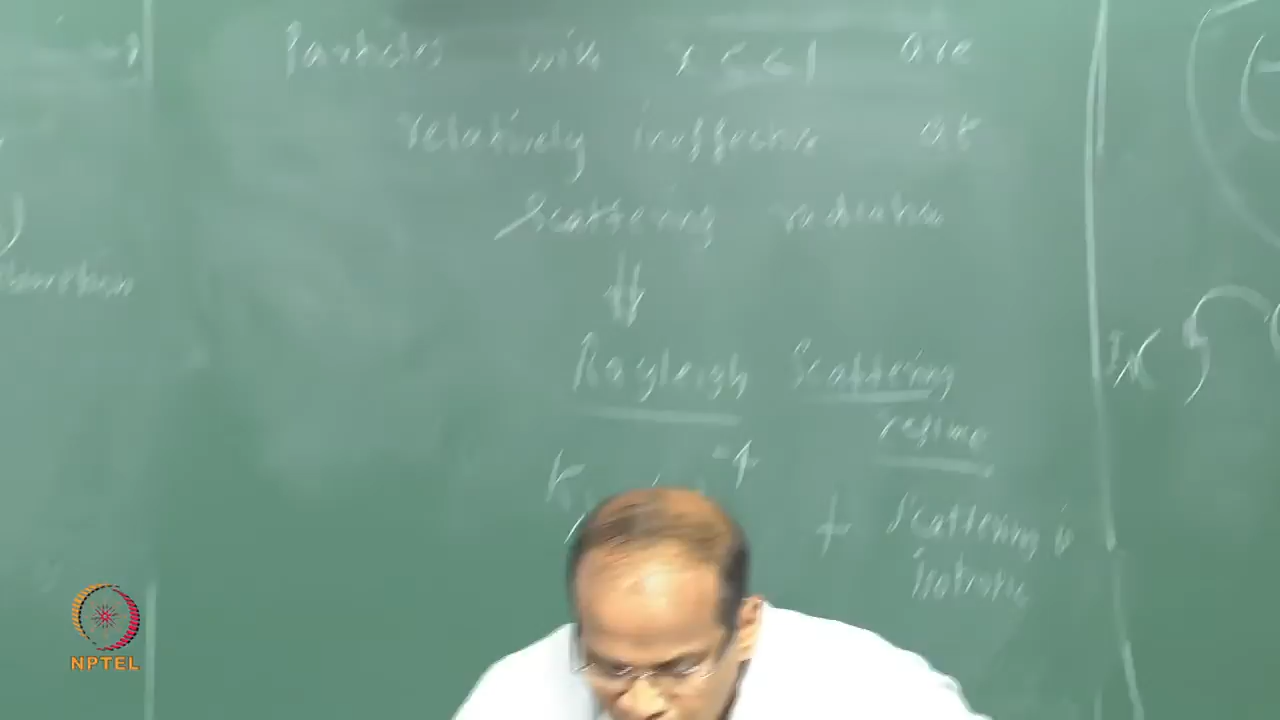 Particles with x << 1 are
relatively ineffective at
Scattering radiation
⇓
Rayleigh Scattering
regime
+ Scattering is
Isotropic
NPTEL